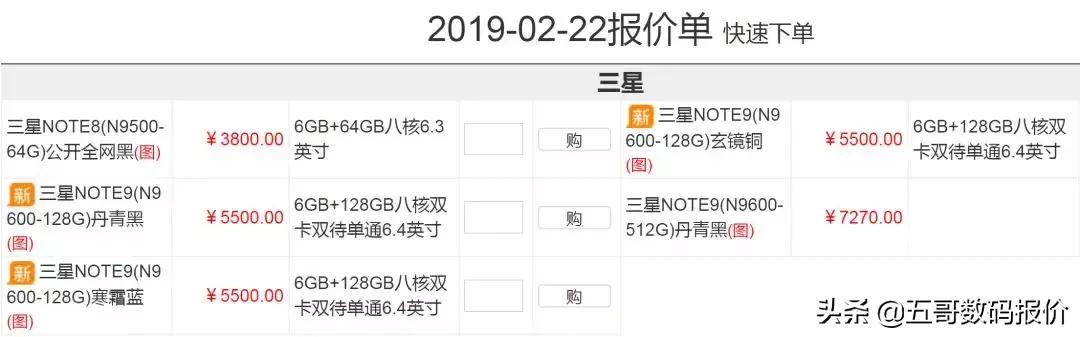 2019-02-22报价单 快速下单
三星
三星NOTE8(N9500-
64G)公开全网黑(图)
￥3800.00
6GB+64GB八核6.3
英寸
购
新 三星NOTE9(N9
600-128G)玄镜铜
(图)
￥5500.00
6GB+128GB八核双
卡双待单通6.4英寸
新 三星NOTE9(N9
600-128G)丹青黑
(图)
￥5500.00
6GB+128GB八核双
卡双待单通6.4英寸
购
三星NOTE9(N9600-
512G)丹青黑(图)
￥7270.00
新 三星NOTE9(N9
600-128G)寒霜蓝
(图)
￥5500.00
6GB+128GB八核双
卡双待单通6.4英寸
购
头条 @五哥数码报价